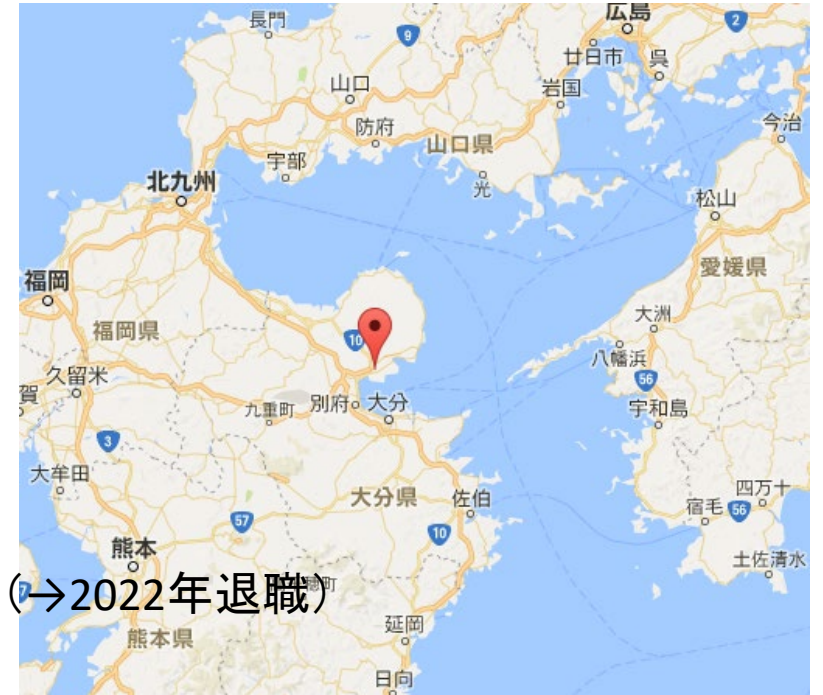 長門
9
広島
2
廿日市
呉
山口
岩国
防府
今治
宇部
山口県
北九州
光
松山
福岡
愛媛県
福岡県
10
大洲
久留米
八幡浜
賀
九重町
別府
大分
56
宇和島
3
大牟田
大分県
佐伯
四万十
宿毛
56
57
10
熊本
土佐清水
7
(→2022年退職)
町
延岡
熊本県
日向